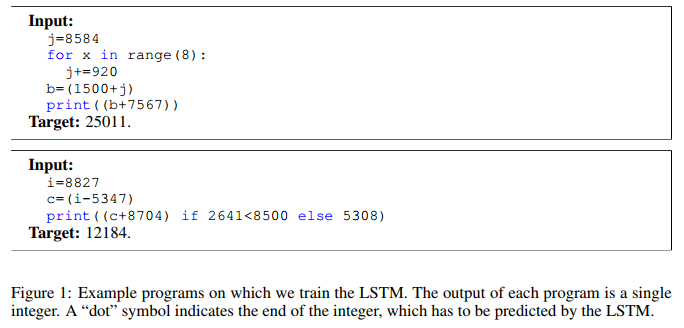 Input:
j=8584
for x in range(8):
j+=920
b=(1500+j)
print((b+7567))
Target: 25011.
Input:
i=8827
c=(i-5347)
print((c+8704) if 2641<8500 else 5308)
Target: 12184.
Figure 1: Example programs on which we train the LSTM. The output of each program is a single
integer. A “dot” symbol indicates the end of the integer, which has to be predicted by the LSTM.